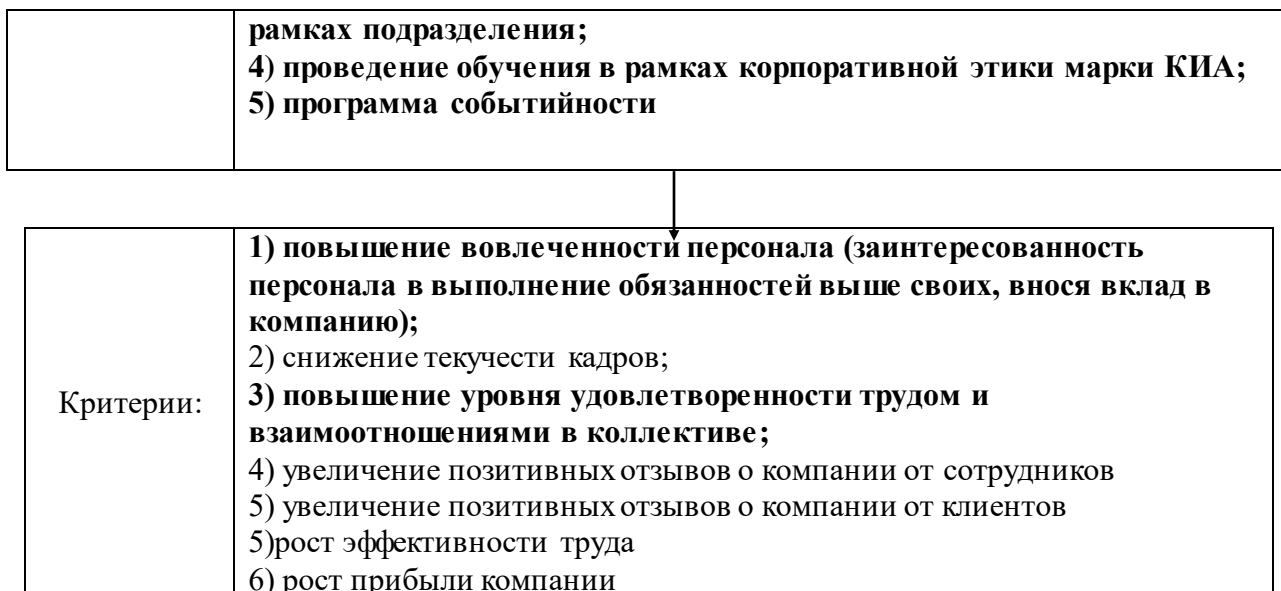 рамках подразделения;
4) проведение обучения в рамках корпоративной этики марки КИА;
5) программа событийности
1) повышение вовлеченности персонала (заинтересованность
персонала в выполнение обязанностей выше своих, внося вклад в
компанию);
2) снижение текучести кадров;
Критерии:
3) повышение уровня удовлетворенности трудом и
взаимоотношениями в коллективе;
4) увеличение позитивных отзывов о компании от сотрудников
5) увеличение позитивных отзывов о компании от клиентов
5)рост эффективности труда
6) рост прибыли компании